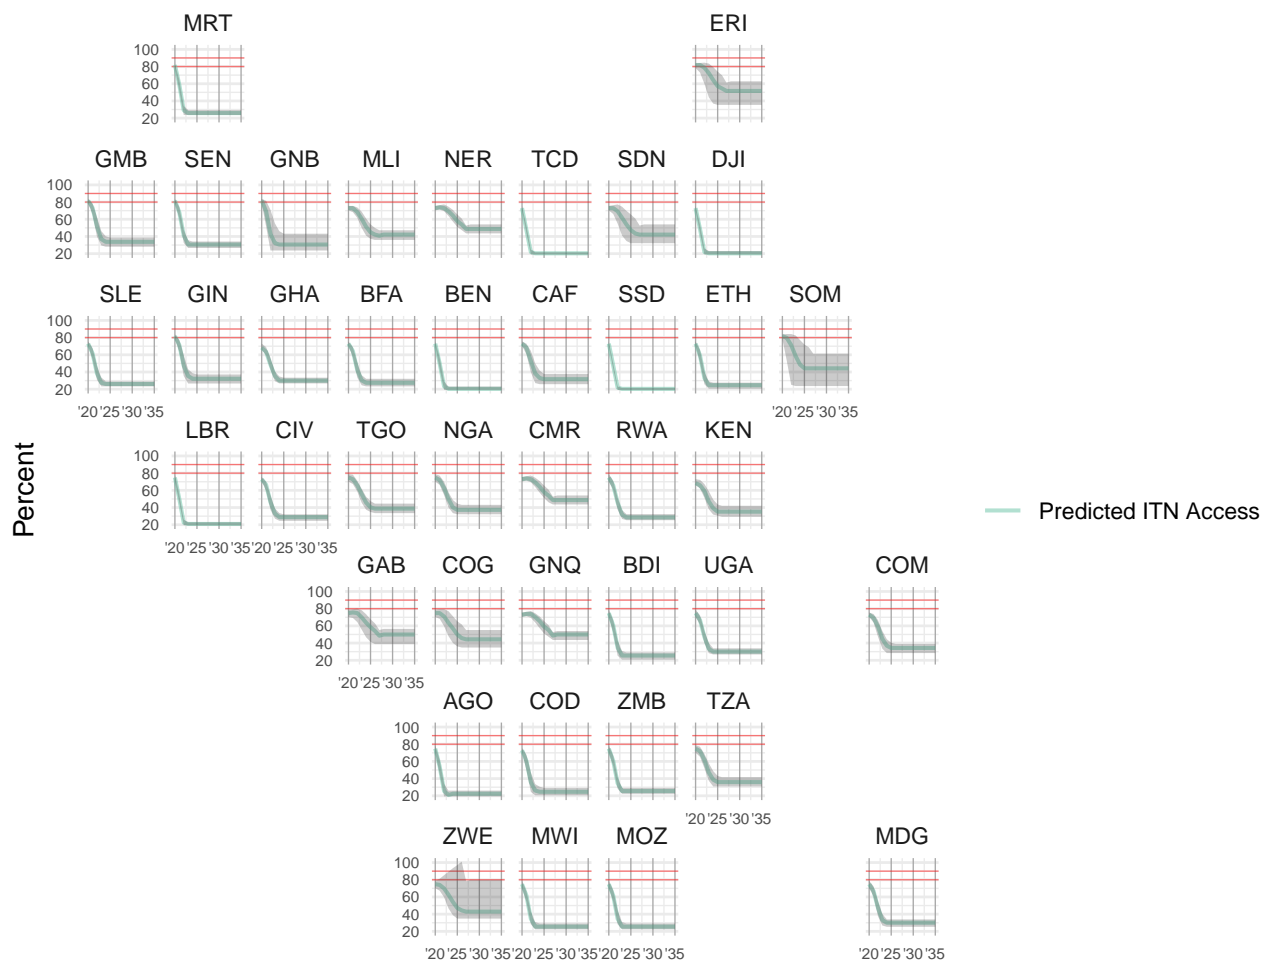 MRT ERI
100
80
60
40
20
GMB SEN GNB MLI NER TCD SDN DJI
100
80
60
40
20
SLE GIN GHA BFA BEN CAF SSD ETH SOM
100
80
60
40
20
'20 '25 '30 '35 '20 '25 '30 '35
LBR CIV TGO NGA CMR RWA KEN
100
80
60
40
20
'20 '25 '30 '35 '20 '25 '30 '35
Percent
Predicted ITN Access
GAB COG GNQ BDI UGA COM
100
80
60
40
20
'20 '25 '30 '35
AGO COD ZMB TZA
100
80
60
40
20
'20 '25 '30 '35
ZWE MWI MOZ MDG
100
80
60
40
20
'20 '25 '30 '35 '20 '25 '30 '35 '20 '25 '30 '35 '20 '25 '30 '35